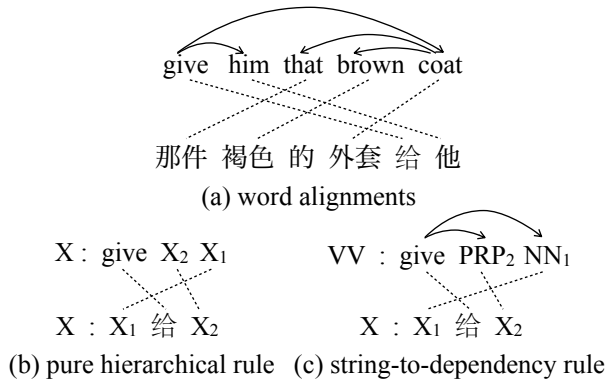 give him that brown coat
那件 褐色 的 外套 给 他
(a) word alignments
X : give X2 X1
X : X1 给 X2
(b) pure hierarchical rule
VV : give PRP2 NN1
X : X1 给 X2
(c) string-to-dependency rule